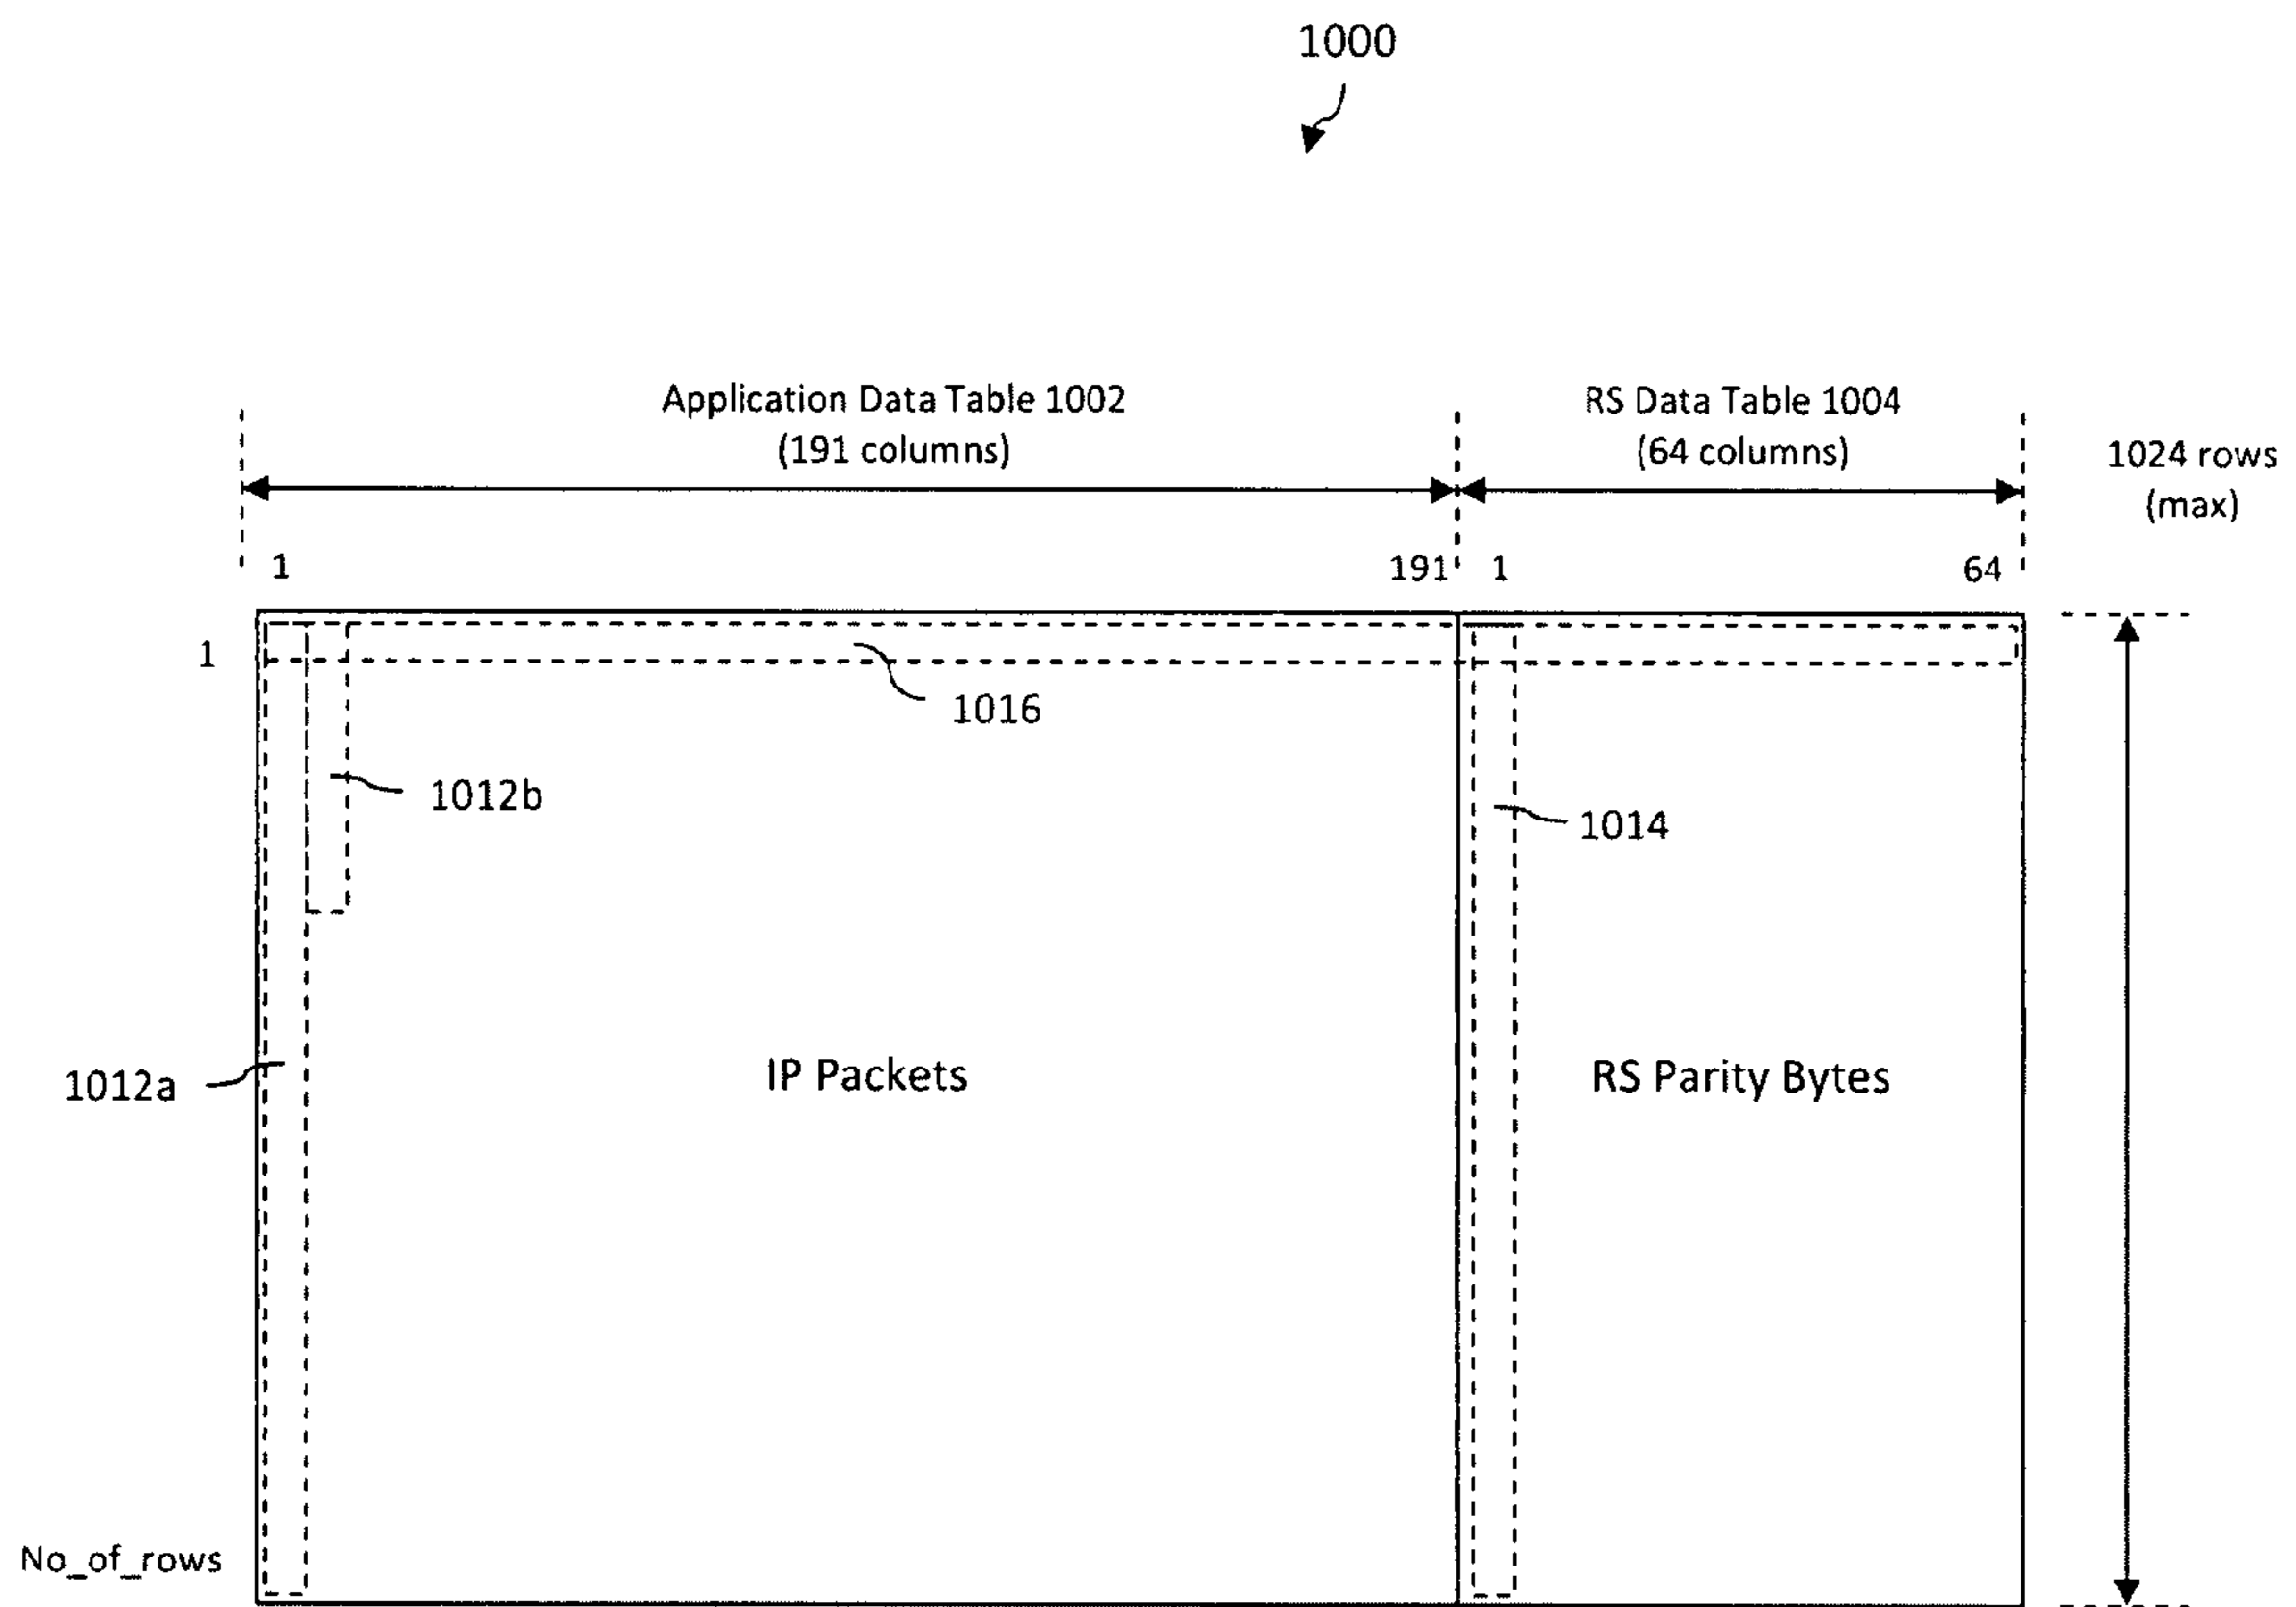 1000
Application Data Table 1002
(191 columns)
RS Data Table 1004
(64 columns)
1024 rows
(max)
1
191
1
64
1
1016
1012b
1014
1012a
IP Packets
RS Parity Bytes
No_of_rows